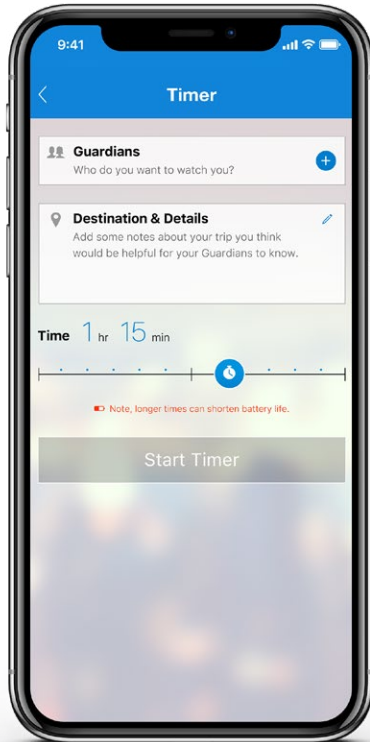 9:41
Timer
Guardians
Who do you want to watch you?
Destination & Details
Add some notes about your trip you think
would be helpful for your Guardians to know.
Time 1 hr 15 min
Note, longer times can shorten battery life.
Start Timer